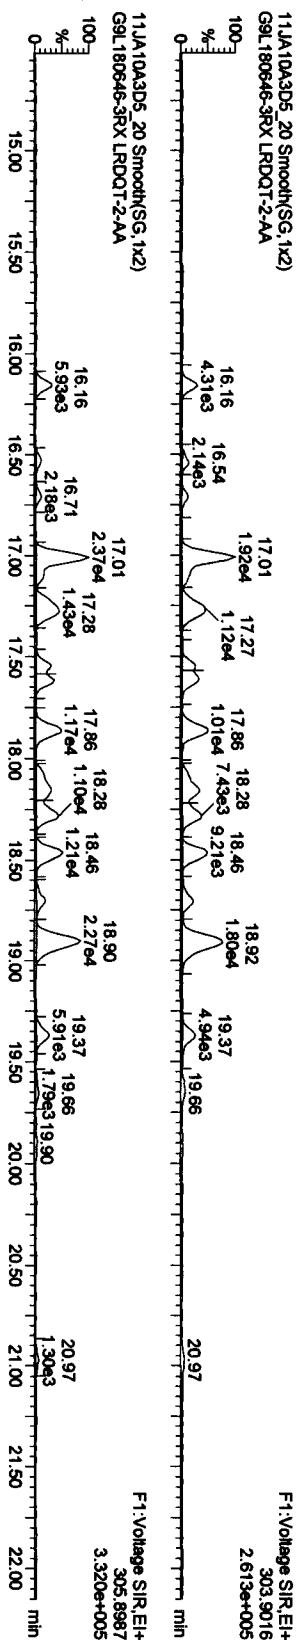 11JA10A3D5_20 Smooth(SG,1x2)
G9L180646-3RX LRDQT-2-AA
F1:Voltage SIR,EI+
303.9016
2.613e+005
100
%
0
16.16
4.31e3
16.54
2.14e3
17.01
1.92e4
17.27
1.12e4
17.86
1.01e4
18.28
7.43e3
18.46
9.21e3
18.92
1.80e4
19.37
4.94e3
19.66
20.97
min
11JA10A3D5_20 Smooth(SG,1x2)
G9L180646-3RX LRDQT-2-AA
F1:Voltage SIR,EI+
305.8987
3.320e+005
100
%
0
16.16
5.93e3
16.71
2.18e3
17.01
2.37e4
17.28
1.43e4
17.86
1.17e4
18.28
1.10e4
18.46
1.21e4
18.90
2.27e4
19.37
5.91e3
19.66
1.79e3
19.90
20.97
1.30e3
min
15.00 15.50 16.00 16.50 17.00 17.50 18.00 18.50 19.00 19.50 20.00 20.50 21.00 21.50 22.00